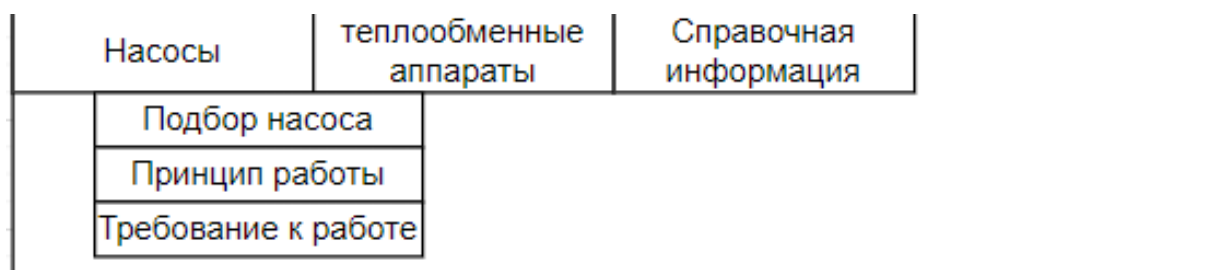 Насосы
теплообменные
аппараты
Справочная
информация
Подбор насоса
Принцип работы
Требование к работе